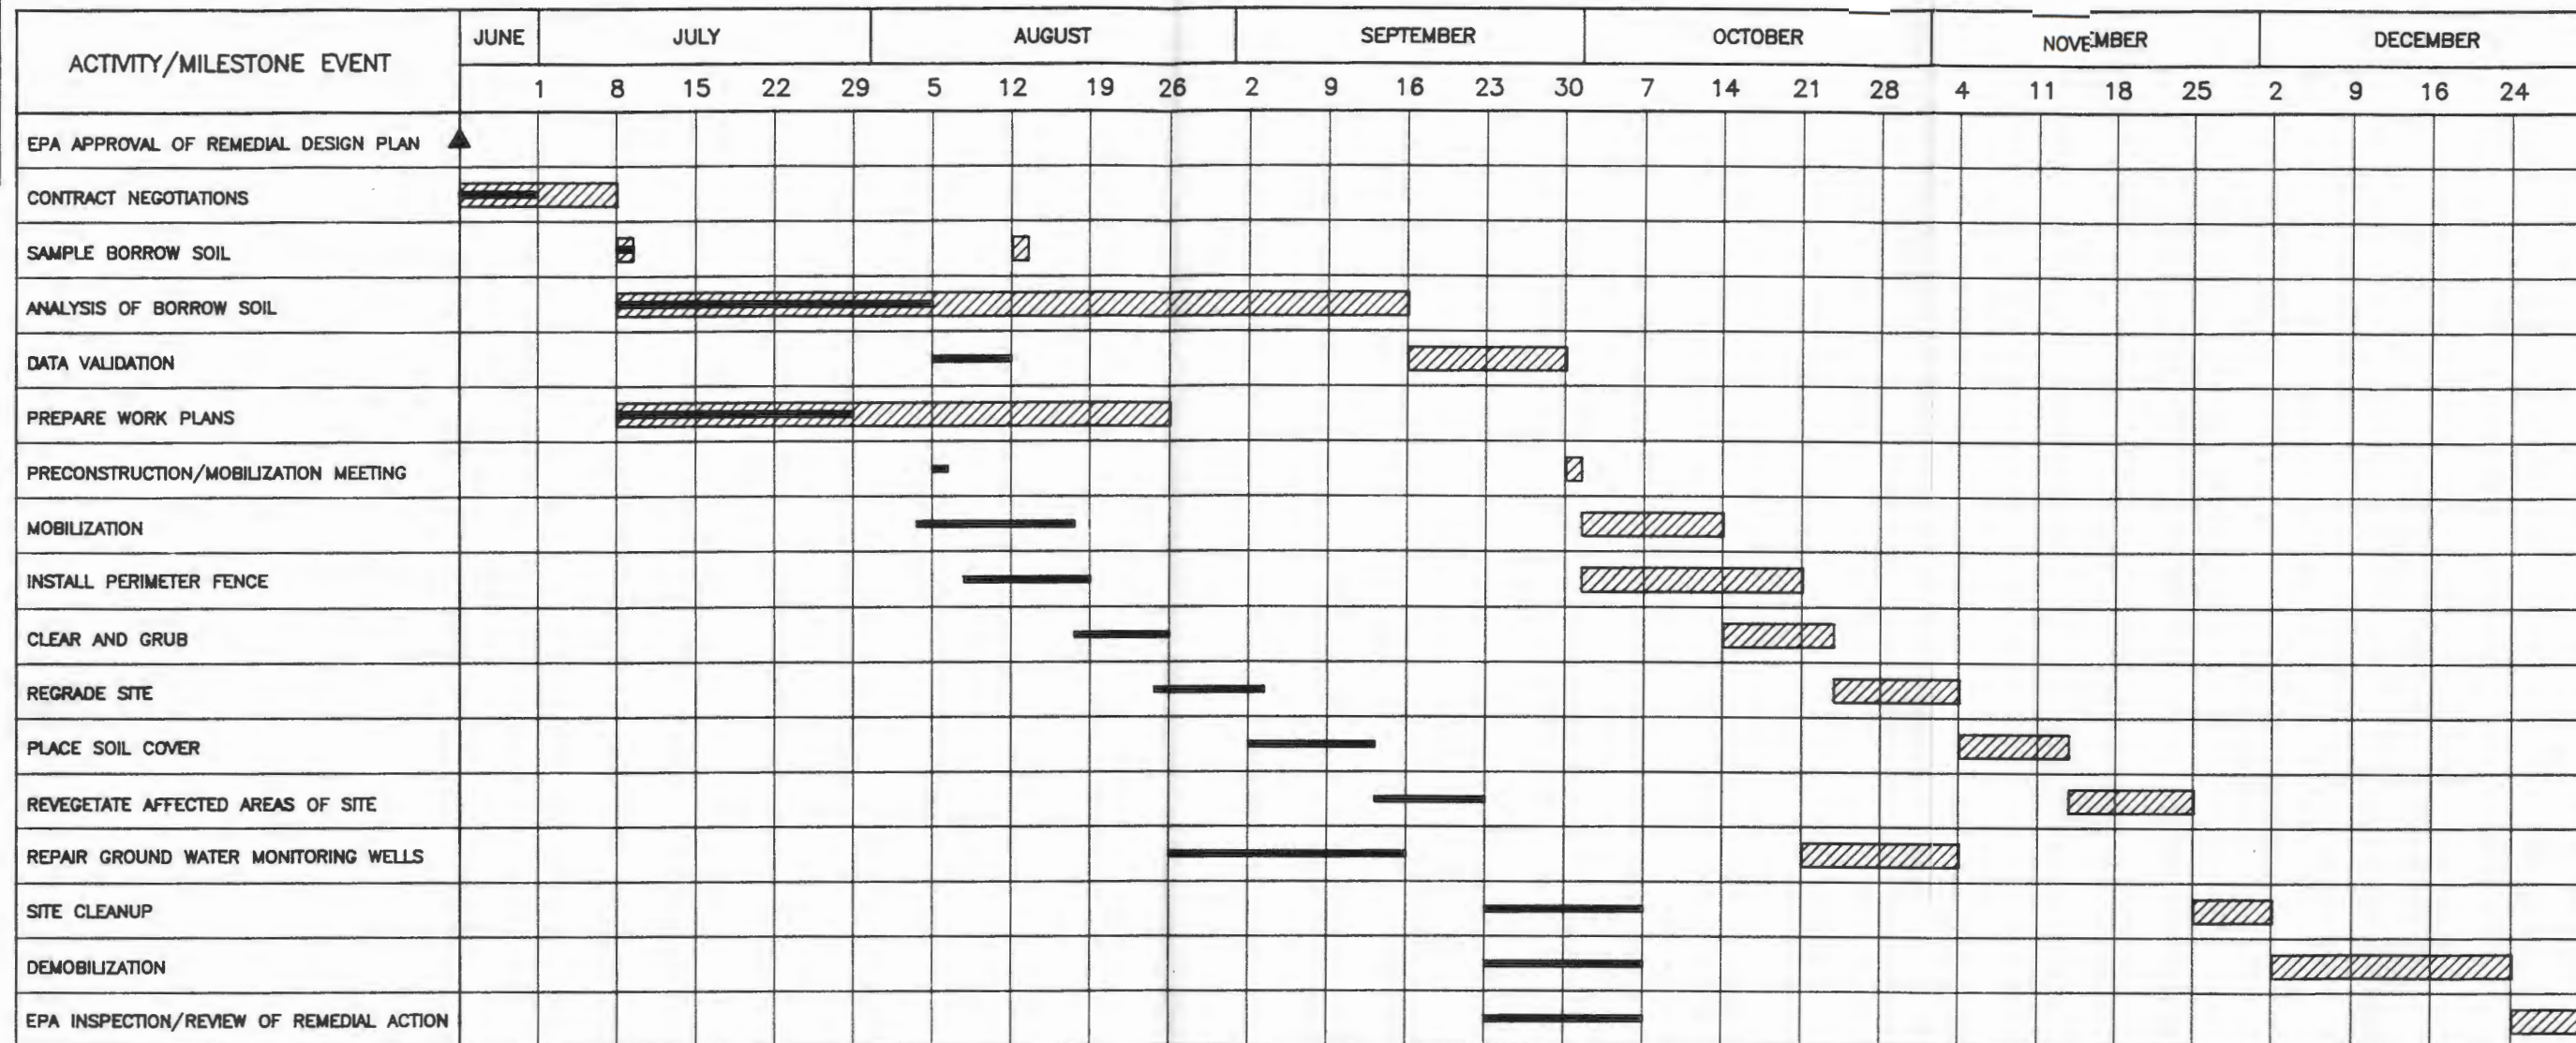 ACTIVITY/MILESTONE EVENT
JUNE JULY AUGUST SEPTEMBER OCTOBER NOVEMBER DECEMBER
1 8 15 22 29 5 12 19 26 2 9 16 23 30 7 14 21 28 4 11 18 25 2 9 16 24
EPA APPROVAL OF REMEDIAL DESIGN PLAN
CONTRACT NEGOTIATIONS
SAMPLE BORROW SOIL
ANALYSIS OF BORROW SOIL
DATA VALIDATION
PREPARE WORK PLANS
PRECONSTRUCTION/MOBILIZATION MEETING
MOBILIZATION
INSTALL PERIMETER FENCE
CLEAR AND GRUB
REGRADE SITE
PLACE SOIL COVER
REVEGETATE AFFECTED AREAS OF SITE
REPAIR GROUND WATER MONITORING WELLS
SITE CLEANUP
DEMOBILIZATION
EPA INSPECTION/REVIEW OF REMEDIAL ACTION